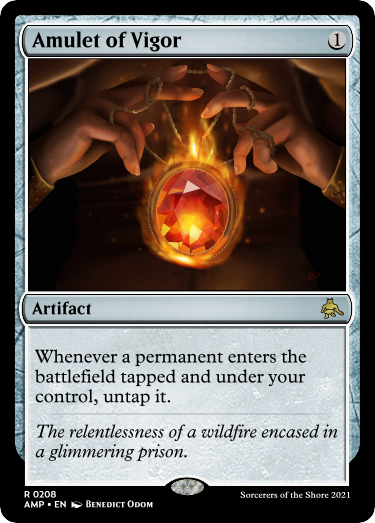 Amulet of Vigor 1
Artifact
Whenever a permanent enters the
battlefield tapped and under your
control, untap it.
The relentlessness of a wildfire encased in
a glimmering prison.
R 0208
AMP • EN Benedict Odom
Sorcerers of the Shore 2021